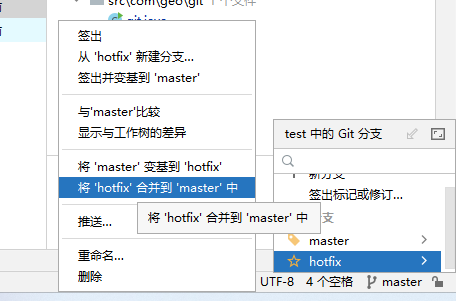 src\com\geo\git 1 个文件
git.java
签出
从 'hotfix' 新建分支...
签出并变基到 'master'
与'master'比较
显示与工作树的差异
将 'master' 变基到 'hotfix'
将 'hotfix' 合并到 'master' 中
推送...
重命名...
删除
将 'hotfix' 合并到 'master' 中
test 中的 Git 分支
新分支
签出标记或修订...
支
master
hotfix
UTF-8
4 个空格
master